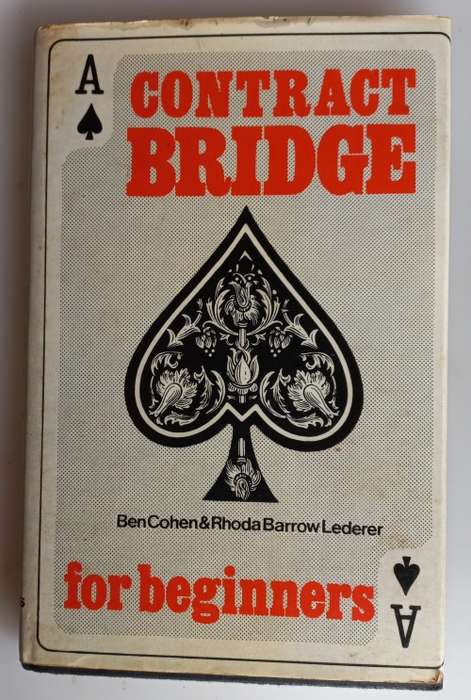 A
CONTRACT
BRIDGE
Ben Cohen & Rhoda Barrow Lederer
for beginners
A